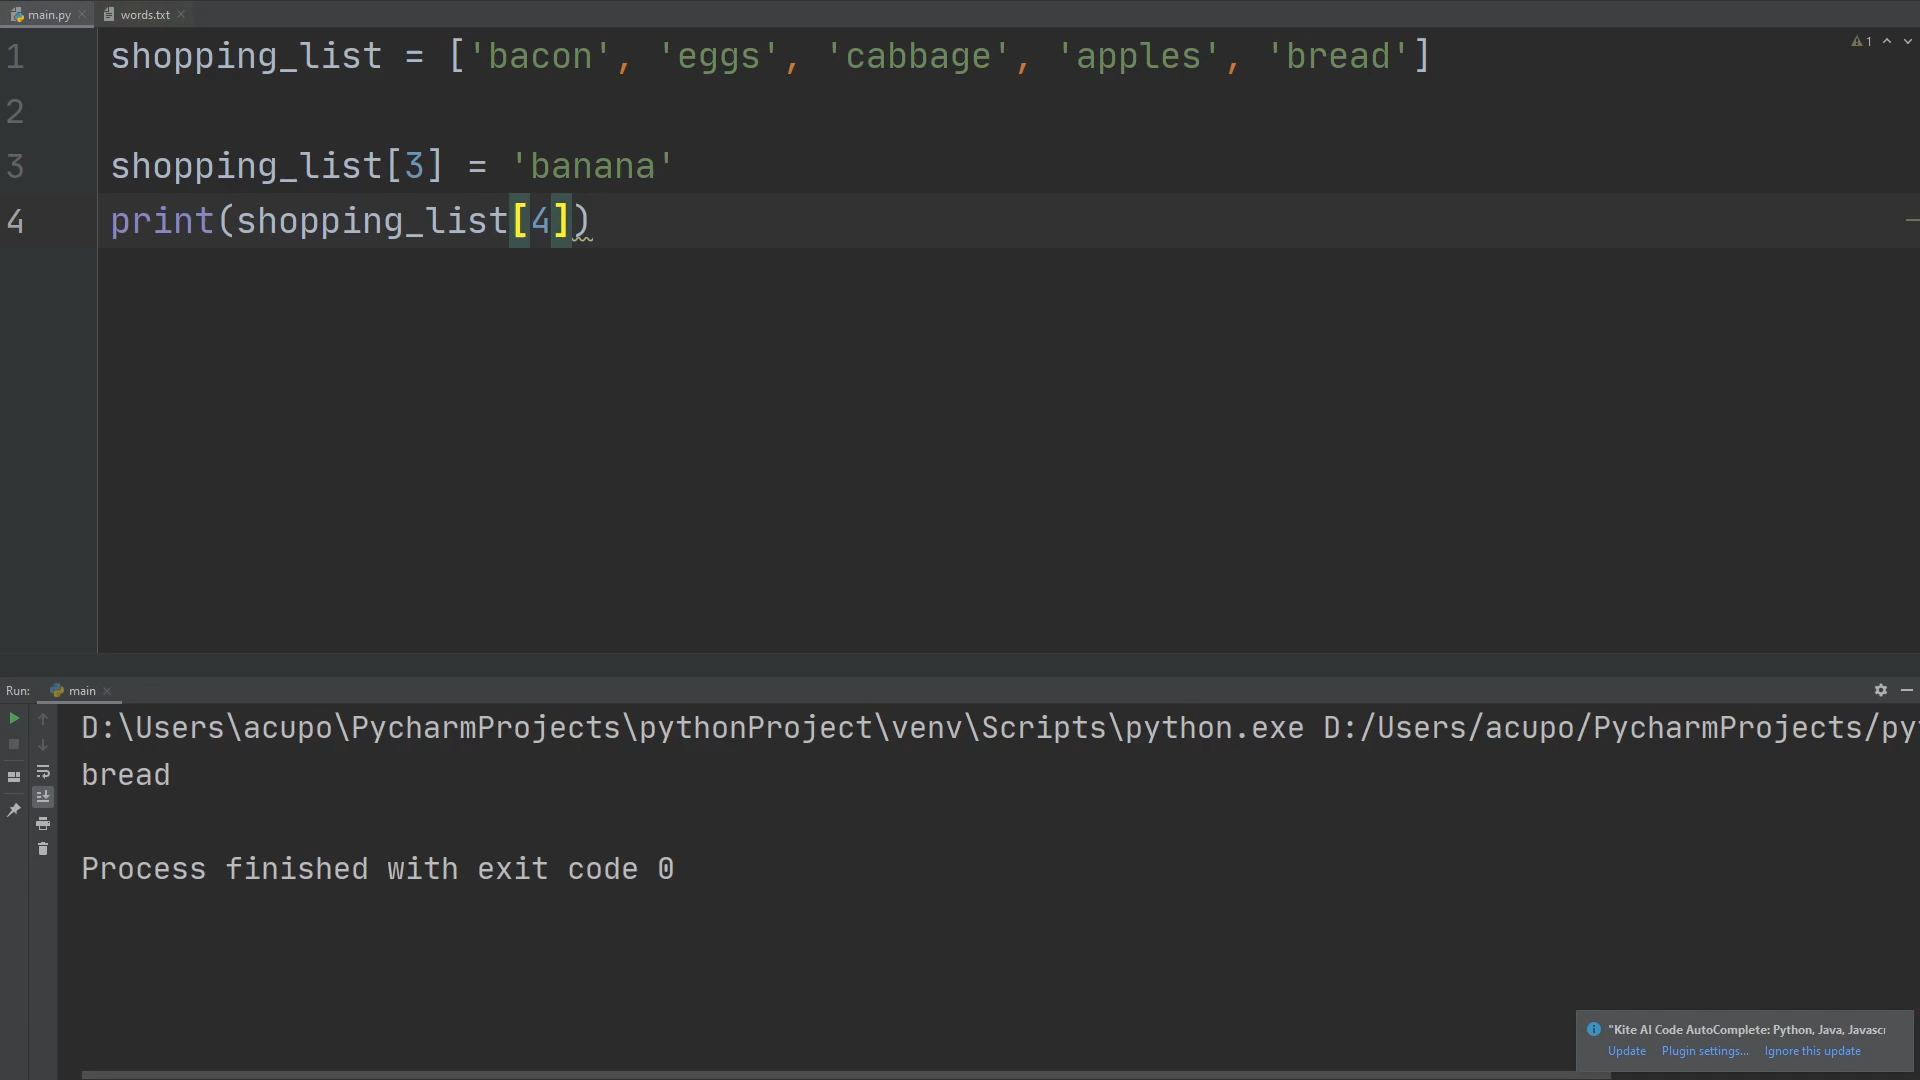 main.py words.txt
1 shopping_list = ['bacon', 'eggs', 'cabbage', 'apples', 'bread']
1
2
3 shopping_list[3] = 'banana'
4 print(shopping_list[4])
Run: main
D:\Users\acupo\PycharmProjects\pythonProject\venv\Scripts\python.exe D:/Users/acupo/PycharmProjects/py
bread
Process finished with exit code 0
"Kite AI Code AutoComplete: Python, Java, Javasc
Update Plugin settings... Ignore this update